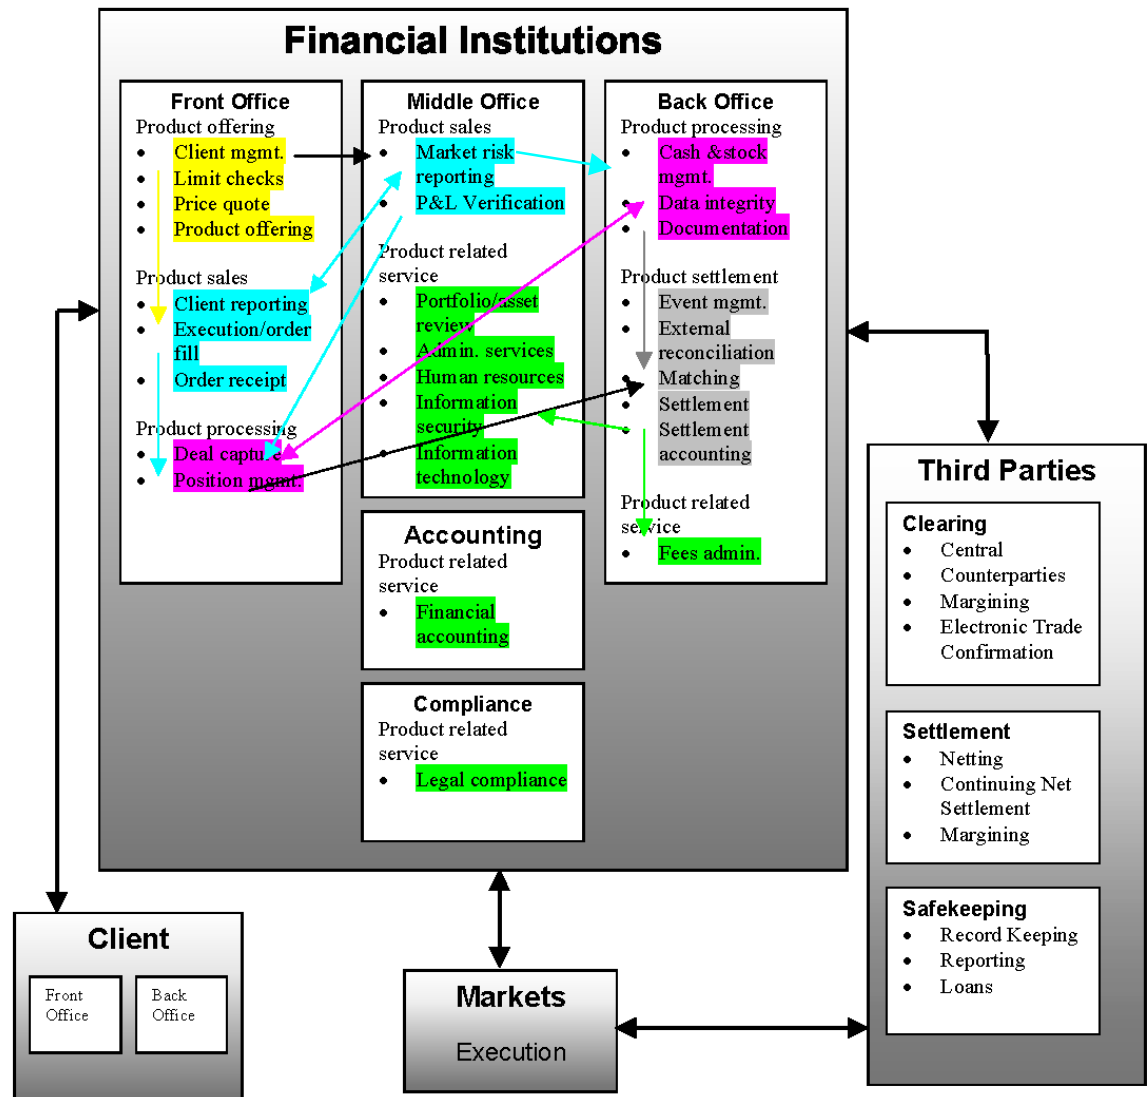 Financial Institutions
Front Office
Product offering
• Client mgmt.
• Limit checks
• Price quote
• Product offering
Product sales
• Client reporting
• Execution/order
fill
• Order receipt
Product processing
• Deal capture
• Position mgmt.
Middle Office
Product sales
• Market risk
reporting
• P&L Verification
Product related
service
• Portfolio/asset
review
• Admin. services
• Human resources
• Information
security
• Information
technology
Accounting
Product related
service
• Financial
accounting
Compliance
Product related
service
• Legal compliance
Back Office
Product processing
• Cash &stock
mgmt.
• Data integrity
• Documentation
Product settlement
• Event mgmt.
• External
reconciliation
• Matching
• Settlement
• Settlement
accounting
Product related
service
• Fees admin.
Third Parties
Clearing
• Central
• Counterparties
• Margining
• Electronic Trade
Confirmation
Settlement
• Netting
• Continuing Net
Settlement
• Margining
Safekeeping
• Record Keeping
• Reporting
• Loans
Client
Front
Office
Back
Office
Markets
Execution